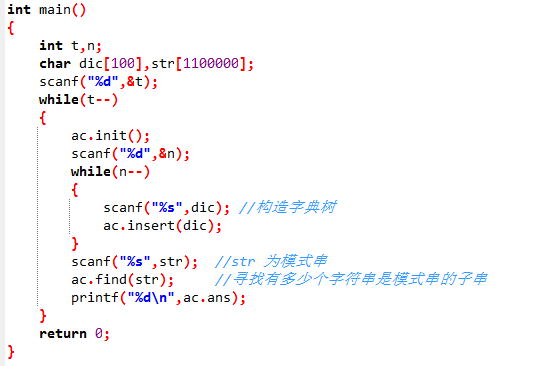 int main()
{
    int t,n;
    char dic[100],str[1100000];
    scanf("%d",&t);
    while(t--)
    {
        ac.init();
        scanf("%d",&n);
        while(n--)
        {
            scanf("%s",dic); //构造字典树
            ac.insert(dic);
        }
        scanf("%s",str);  //str 为模式串
        ac.find(str);     //寻找有多少个字符串是模式串的子串
        printf("%d\n",ac.ans);
    }
    return 0;
}